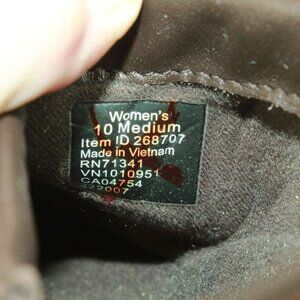 Women's
10 Medium
Item ID 268707
Made in Vietnam
RN71341
VN1010951
CA04754